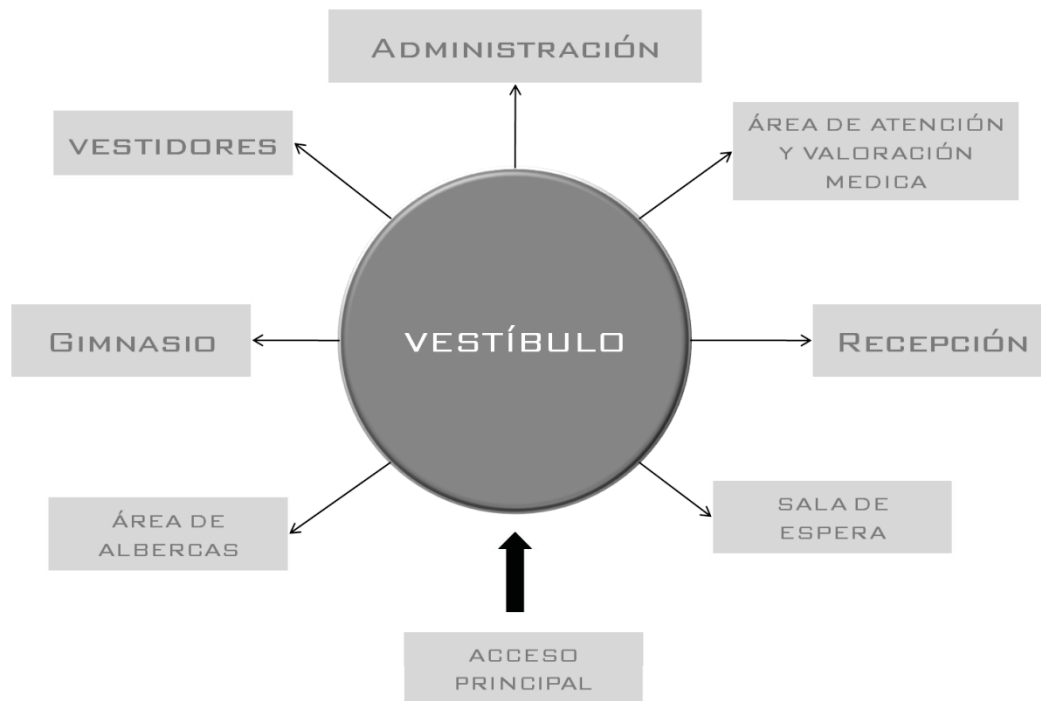 ADMINISTRACIÓN
VESTIDORES
ÁREA DE ATENCIÓN
Y VALORACIÓN
MEDICA
GIMNASIO
VESTÍBULO
RECEPCIÓN
ÁREA DE
ALBERCAS
SALA DE
ESPERA
ACCESO
PRINCIPAL